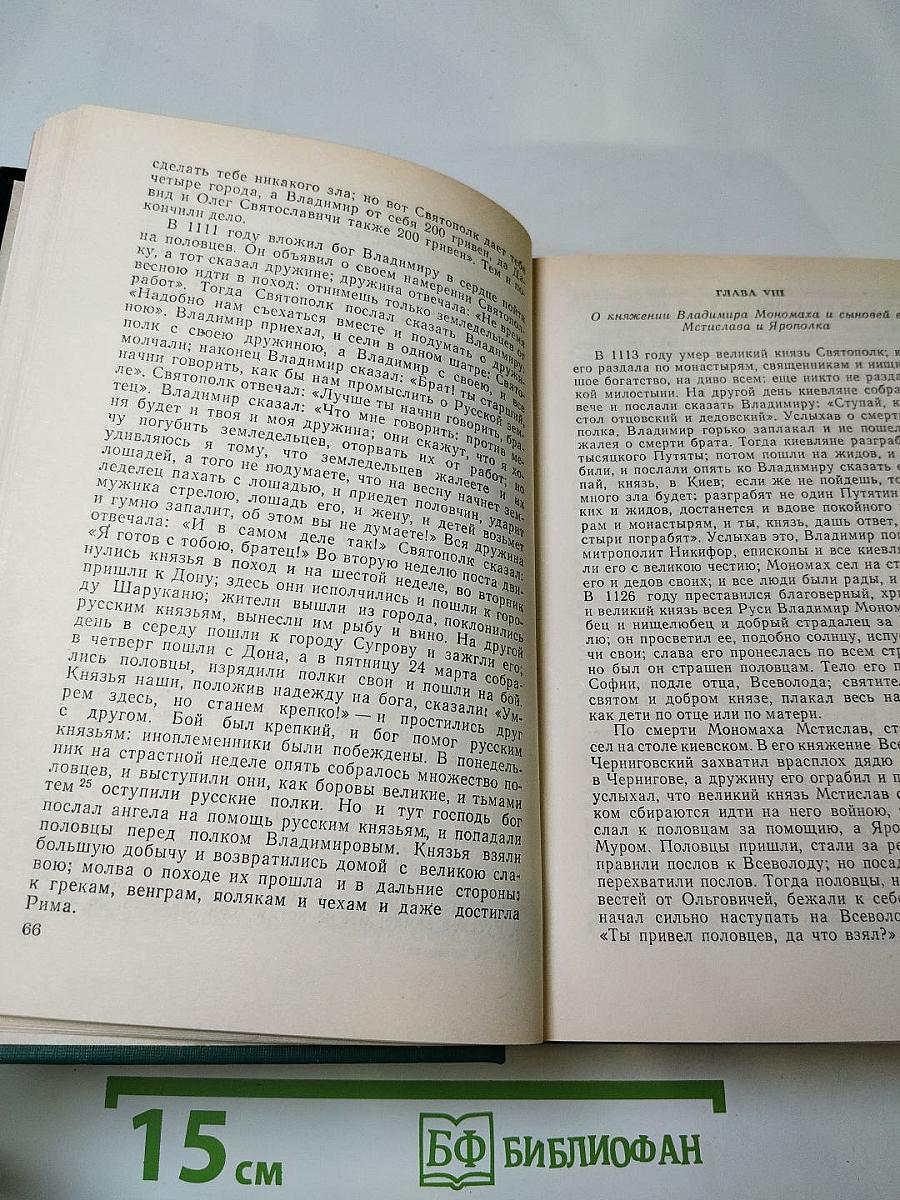 сделать тебе никакого зла; но вот Святополк дает тебе
четыре города, а Владимир от себя 200 гривен, да Да-
вид и Олег Святославичи также 200 гривен». Тем и по-
кончили дело.
В 1111 году вложил бог Владимиру в сердце пойти
на половцев. Он объявил о своем намерении Святопол-
ку, а тот сказал дружине; дружина отвечала: «Не время
весною идти в поход: отнимешь только земледельцев от
работ». Тогда Святополк послал сказать Владимиру:
«Надобно нам съехаться вместе и подумать с дружи-
ною». Владимир приехал, и сели в одном шатре: Свято-
полк с своею дружиною, а Владимир с своею, и все
молчали; наконец Владимир сказал: «Брат! ты старший,
начни говорить, как бы нам промыслить о Русской зем-
ле». Святополк отвечал: «Лучше ты начни говорить, бра-
тец». Владимир сказал: «Что мне говорить: против ме-
ня будет и твоя и моя дружина; они скажут, что я хо-
чу погубить земледельцев, оторвать их от работ; но
удивляюсь я тому, что земледельцев жалеете и их
лошадей, а того не подумаете, что на весну начнет зем-
леделец пахать с лошадью, и приедет половчин, ударит
мужика стрелою, лошадь его, и жену, и детей возьмет
и гумно запалит, об этом вы не думаете!» Вся дружина
отвечала: «И в самом деле так!» Святополк сказал:
«Я готов с тобою, братец!» Во вторую неделю поста дви-
нулись князья в поход и на шестой неделе, во вторник
пришли к Дону; здесь они исполчились и пошли к горо-
ду Шаруканю; жители вышли из города, поклонились
русским князьям, вынесли им рыбу и вино. На другой
день в середу пошли к городу Сугрову и зажгли его;
в четверг пошли с Дона, а в пятницу 24 марта собра-
лись половцы, изрядили полки свои и пошли на бой.
Князья наши, положив надежду на бога, сказали: «Ум-
рем здесь, но станем крепко!» — и простились друг
с другом. Бой был крепкий, и бог помог русским
князьям: иноплеменники были побеждены. В понедель-
ник на страстной неделе опять собралось множество по-
ловцев, и выступили они, как боровы великие, и тьмами
тем 25 оступили русские полки. Но и тут господь бог
послал ангела на помощь русским князьям, и попадали
половцы перед полком Владимировым. Князья взяли
большую добычу и возвратились домой с великою сла-
вою; молва о походе их прошла и в дальние стороны:
к грекам, венграм, полякам и чехам и даже достигла
Рима.
66
ГЛАВА VIII
О княжении Владимира Мономаха и сыновей е
Мстислава и Ярополка
В 1113 году умер великий князь Святополк; к
его раздала по монастырям, священникам и нищи
шое богатство, на диво всем: еще никто не разда
кой милостыни. На другой день киевляне собра
вече и послали сказать Владимиру: «Ступай, к
стол отцовский и дедовский». Услыхав о смерт
полка, Владимир горько заплакал и не пошел
жалея о смерти брата. Тогда киевляне разграб
тысяцкого Путяты; потом пошли на жидов, и
били, и послали опять ко Владимиру сказать е
пай, князь, в Киев; если же не пойдешь, то
много зла будет: разграбят не один Путятин
ких и жидов, достанется и вдове покойного
рам и монастырям, и ты, князь, дашь ответ,
стыри пограбят». Услыхав это, Владимир по
митрополит Никифор, епископы и все киевля
ли его с великою честию; Мономах сел на ст
его и дедов своих; и все люди были рады, и
В 1126 году преставился благоверный, хри
и великий князь всея Руси Владимир Моном
бец и нищелюбец и добрый страдалец за
лю; он просветил ее, подобно солнцу, испус
чи свои; слава его пронеслась по всем стр
но был он страшен половцам. Тело его п
Софии, подле отца, Всеволода; святител
святом и добром князе, плакал весь на
как дети по отце или по матери.
По смерти Мономаха Мстислав, ст
сел на столе киевском. В его княжение Все
Черниговский захватил врасплох дядю
в Чернигове, а дружину его ограбил и п
услыхал, что великий князь Мстислав с
ком сбираются идти на него войною,
слал к половцам за помощию, а Яро
Муром. Половцы пришли, стали за ре
правили послов к Всеволоду; но посад
перехватили послов. Тогда половцы, н
вестей от Ольговичей, бежали к себе
начал сильно наступать на Всеволо
«Ты привел половцев, да что взял?»
15 см
БФ БИБЛИОФАН